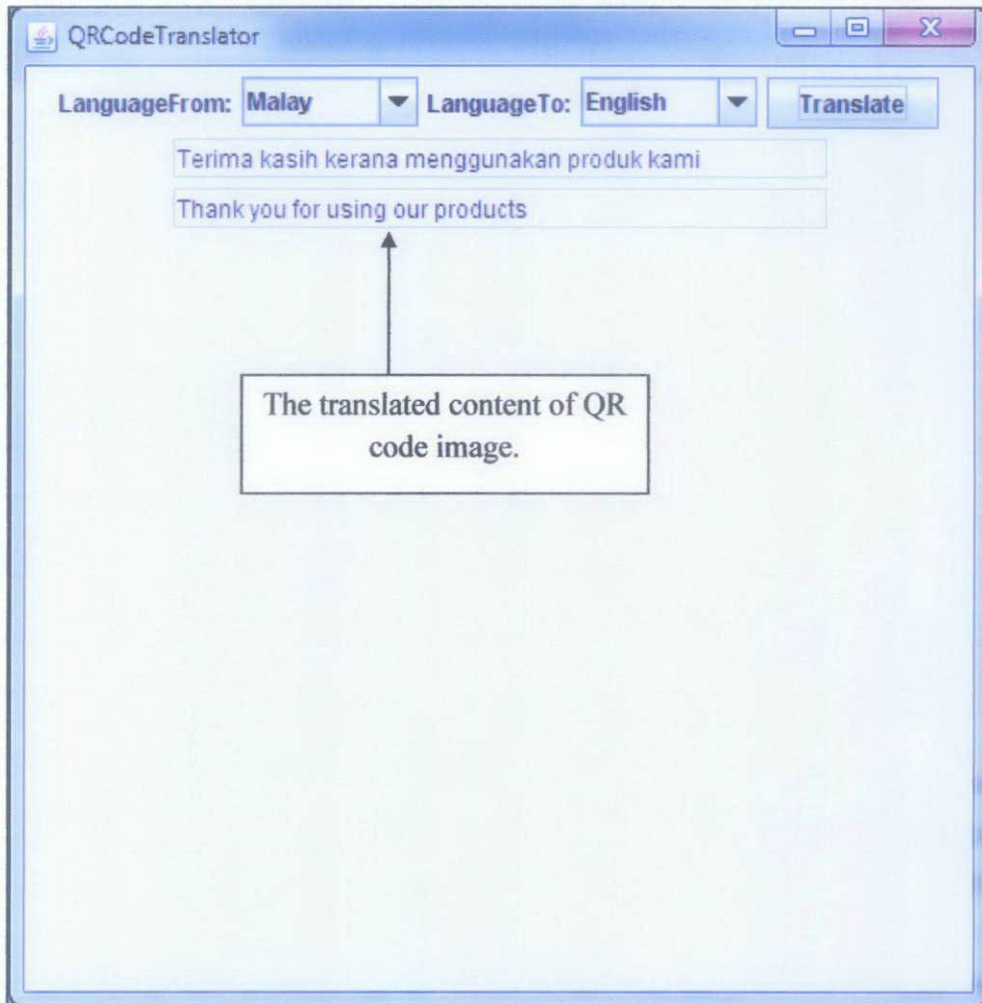 QRCodeTranslator
LanguageFrom: Malay LanguageTo: English Translate
Terima kasih kerana menggunakan produk kami
Thank you for using our products
The translated content of QR
code image.